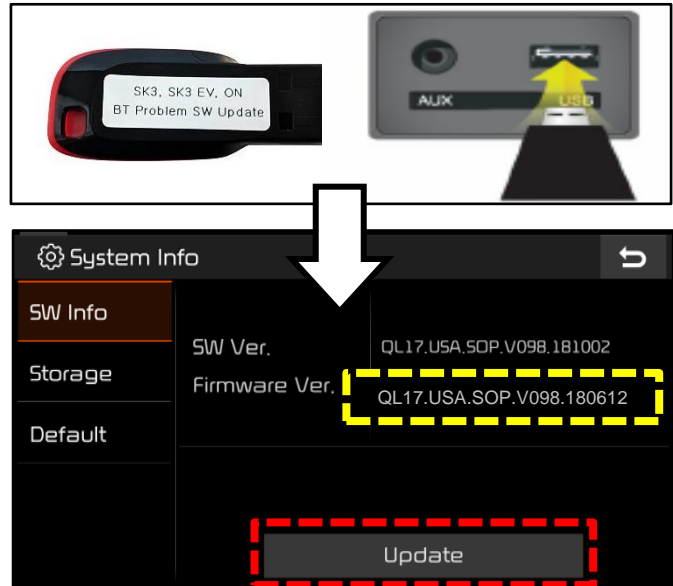 SK3, SK3 EV, ON
BT Problem SW Update
AUX
USB
System Info
SW Info
Storage
Default
SW Ver.
QL17.USA.SOP.V098.181002
Firmware Ver.
QL17.USA.SOP.V098.180612
Update